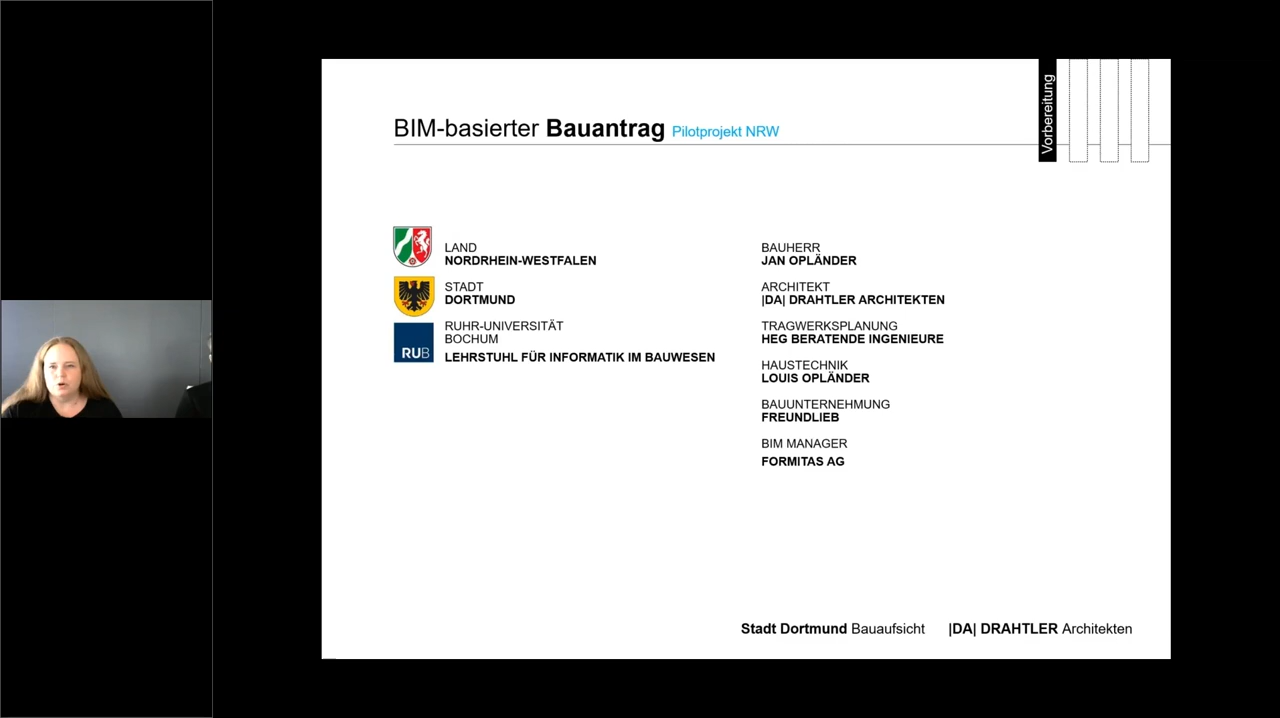 Vorbereitung
BIM-basierter Bauantrag Pilotprojekt NRW
LAND
NORDRHEIN-WESTFALEN
STADT
DORTMUND
RUB
RUHR-UNIVERSITÄT
BOCHUM
LEHRSTUHL FÜR INFORMATIK IM BAUWESEN
BAUHERR
JAN OPLÄNDER
ARCHITEKT
|DA| DRAHTLER ARCHITEKTEN
TRAGWERKSPLANUNG
HEG BERATENDE INGENIEURE
HAUSTECHNIK
LOUIS OPLÄNDER
BAUUNTERNEHMUNG
FREUNDLIEB
BIM MANAGER
FORMITAS AG
Stadt Dortmund Bauaufsicht |DA| DRAHTLER Architekten